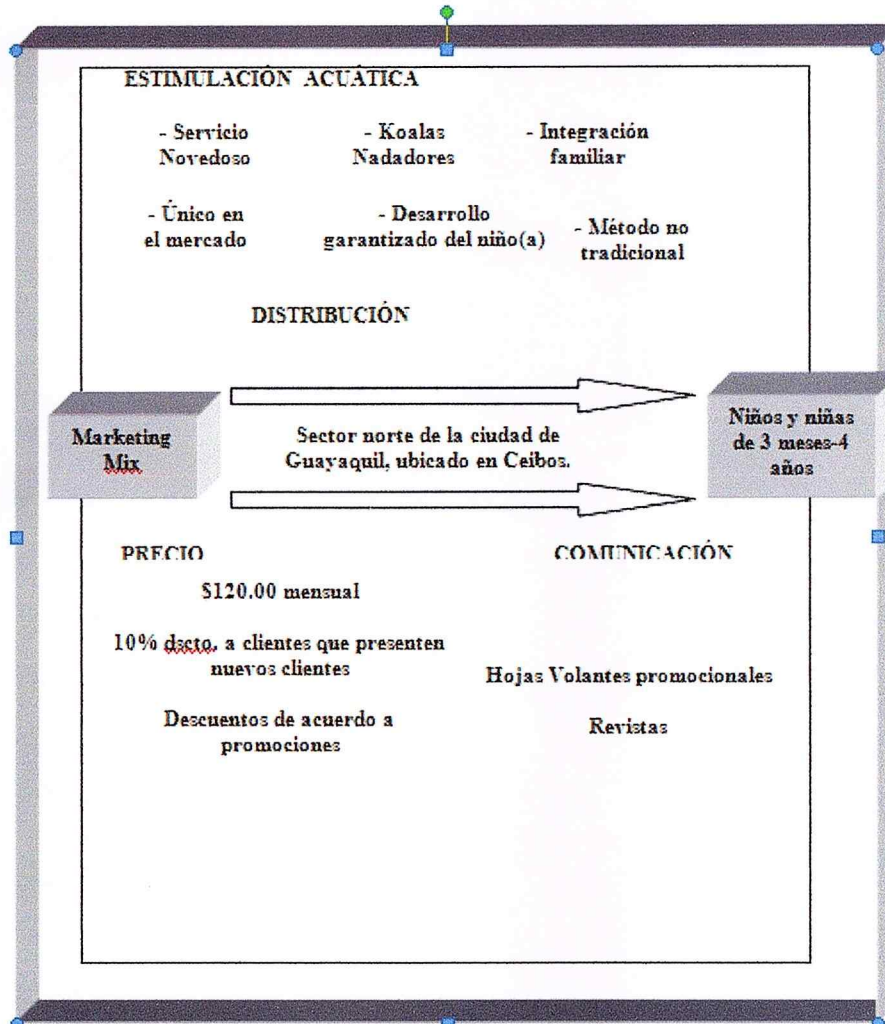 ESTIMULACIÓN ACUÁTICA
- Servicio
Novedoso
- Koalas
Nadadores
- Integración
familiar
- Único en
el mercado
- Desarrollo
garantizado del niño(a)
- Método no
tradicional
DISTRIBUCIÓN
Marketing
Mix
Sector norte de la ciudad de
Guayaquil, ubicado en Ceibos.
Niños y niñas
de 3 meses-4
años
PRECIO
$120.00 mensual
10% dscto. a clientes que presenten
nuevos clientes
Descuentos de acuerdo a
promociones
COMUNICACIÓN
Hojas Volantes promocionales
Revistas